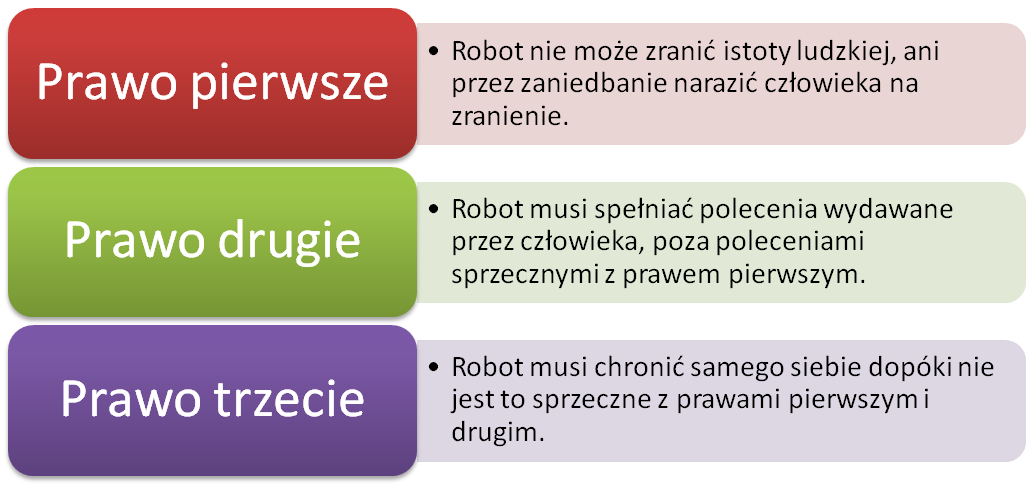 Prawo pierwsze
• Robot nie może zranić istoty ludzkiej, ani
przez zaniedbanie narazić człowieka na
zranienie.
Prawo drugie
• Robot musi spełniać polecenia wydawane
przez człowieka, poza poleceniami
sprzecznymi z prawem pierwszym.
Prawo trzecie
• Robot musi chronić samego siebie dopóki nie
jest to sprzeczne z prawami pierwszym i
drugim.